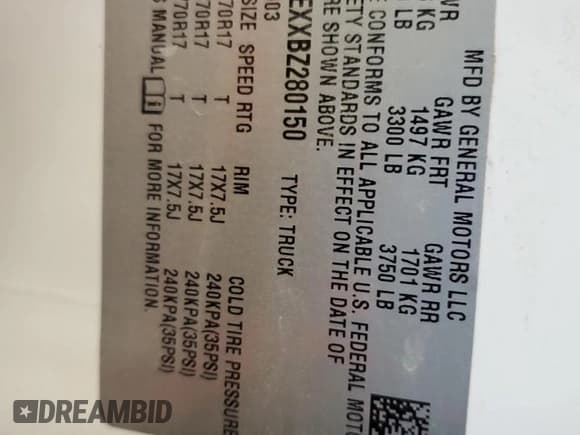 MFD BY GENERAL MOTORS LLC
GAWR FRT GAWR RR
KG 1497 KG 1701 KG
LB 3300 LB 3750 LB
CONFORMS TO ALL APPLICABLE U.S. FEDERAL
STANDARDS IN EFFECT ON THE DATE OF
SHOWN ABOVE.
EXXBZ280150 TYPE: TRUCK
003
SIZE SPEED RTG RIM COLD TIRE PRESSURE
70R17 T 17X7.5J 240KPA(35PSI)
70R17 T 17X7.5J 240KPA(35PSI)
70R17 T 17X7.5J 240KPA(35PSI)
MANUAL FOR MORE INFORMATION.
DREAMBID